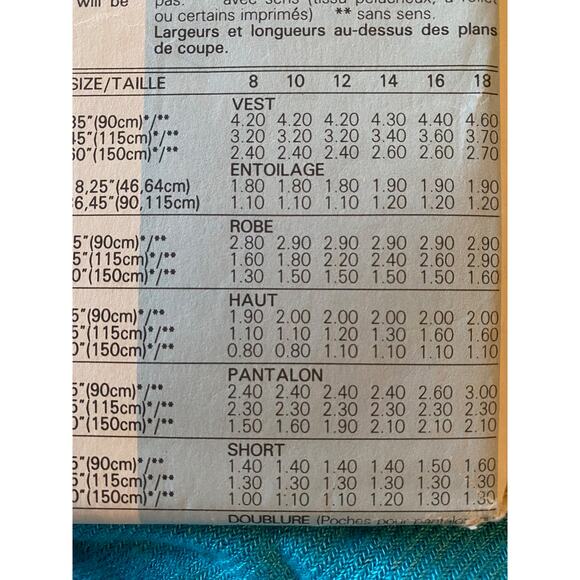 will be pas. avec sens (tissu pelucheux, à reflet
ou certains imprimés) ** sans sens.
Largeurs et longueurs au-dessus des plans
de coupe.
SIZE/TAILLE 8 10 12 14 16 18
VEST
35"(90cm)*/** 4.20 4.20 4.20 4.30 4.40 4.60
45"(115cm)*/** 3.20 3.20 3.20 3.40 3.60 3.70
60"(150cm)*/** 2.40 2.40 2.40 2.60 2.60 2.70
ENTOILAGE
18,25"(46,64cm) 1.80 1.80 1.80 1.90 1.90 1.90
36,45"(90,115cm) 1.10 1.10 1.10 1.20 1.20 1.20
ROBE
5"(90cm)*/** 2.80 2.90 2.90 2.90 2.90 2.90
5"(115cm)*/** 1.60 1.80 2.20 2.40 2.50 2.60
0"(150cm)*/** 1.30 1.50 1.50 1.50 1.50 1.60
HAUT
5"(90cm)*/** 1.90 2.00 2.00 2.00 2.00 2.00
5"(115cm)*/** 1.10 1.10 1.20 1.30 1.60 1.60
0"(150cm)*/** 0.80 0.80 1.10 1.10 1.10 1.10
PANTALON
5"(90cm)*/** 2.40 2.40 2.40 2.40 2.60 3.00
5"(115cm)*/** 2.30 2.30 2.30 2.30 2.30 2.30
0"(150cm)*/** 1.50 1.60 1.90 2.10 2.10 2.10
SHORT
5"(90cm)*/** 1.40 1.40 1.40 1.40 1.50 1.60
5"(115cm)*/** 1.30 1.30 1.30 1.30 1.30 1.30
0"(150cm)*/** 1.00 1.10 1.10 1.20 1.30 1.30
DOUBLURE (Poches pour pantalon